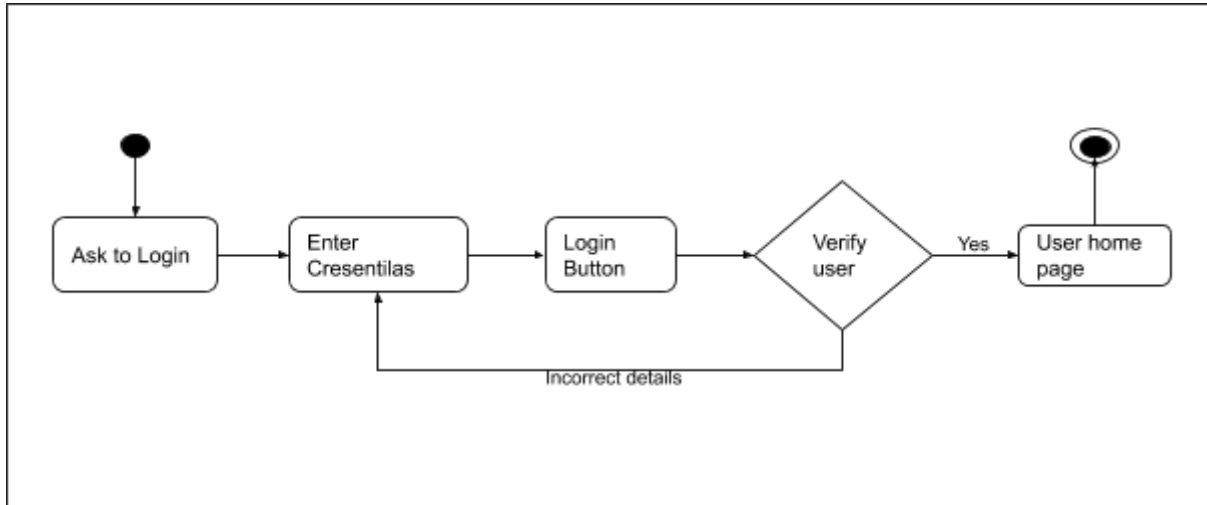 Ask to Login
Enter
Cresentilas
Login
Button
Verify
user
Yes
User home
page
Incorrect details